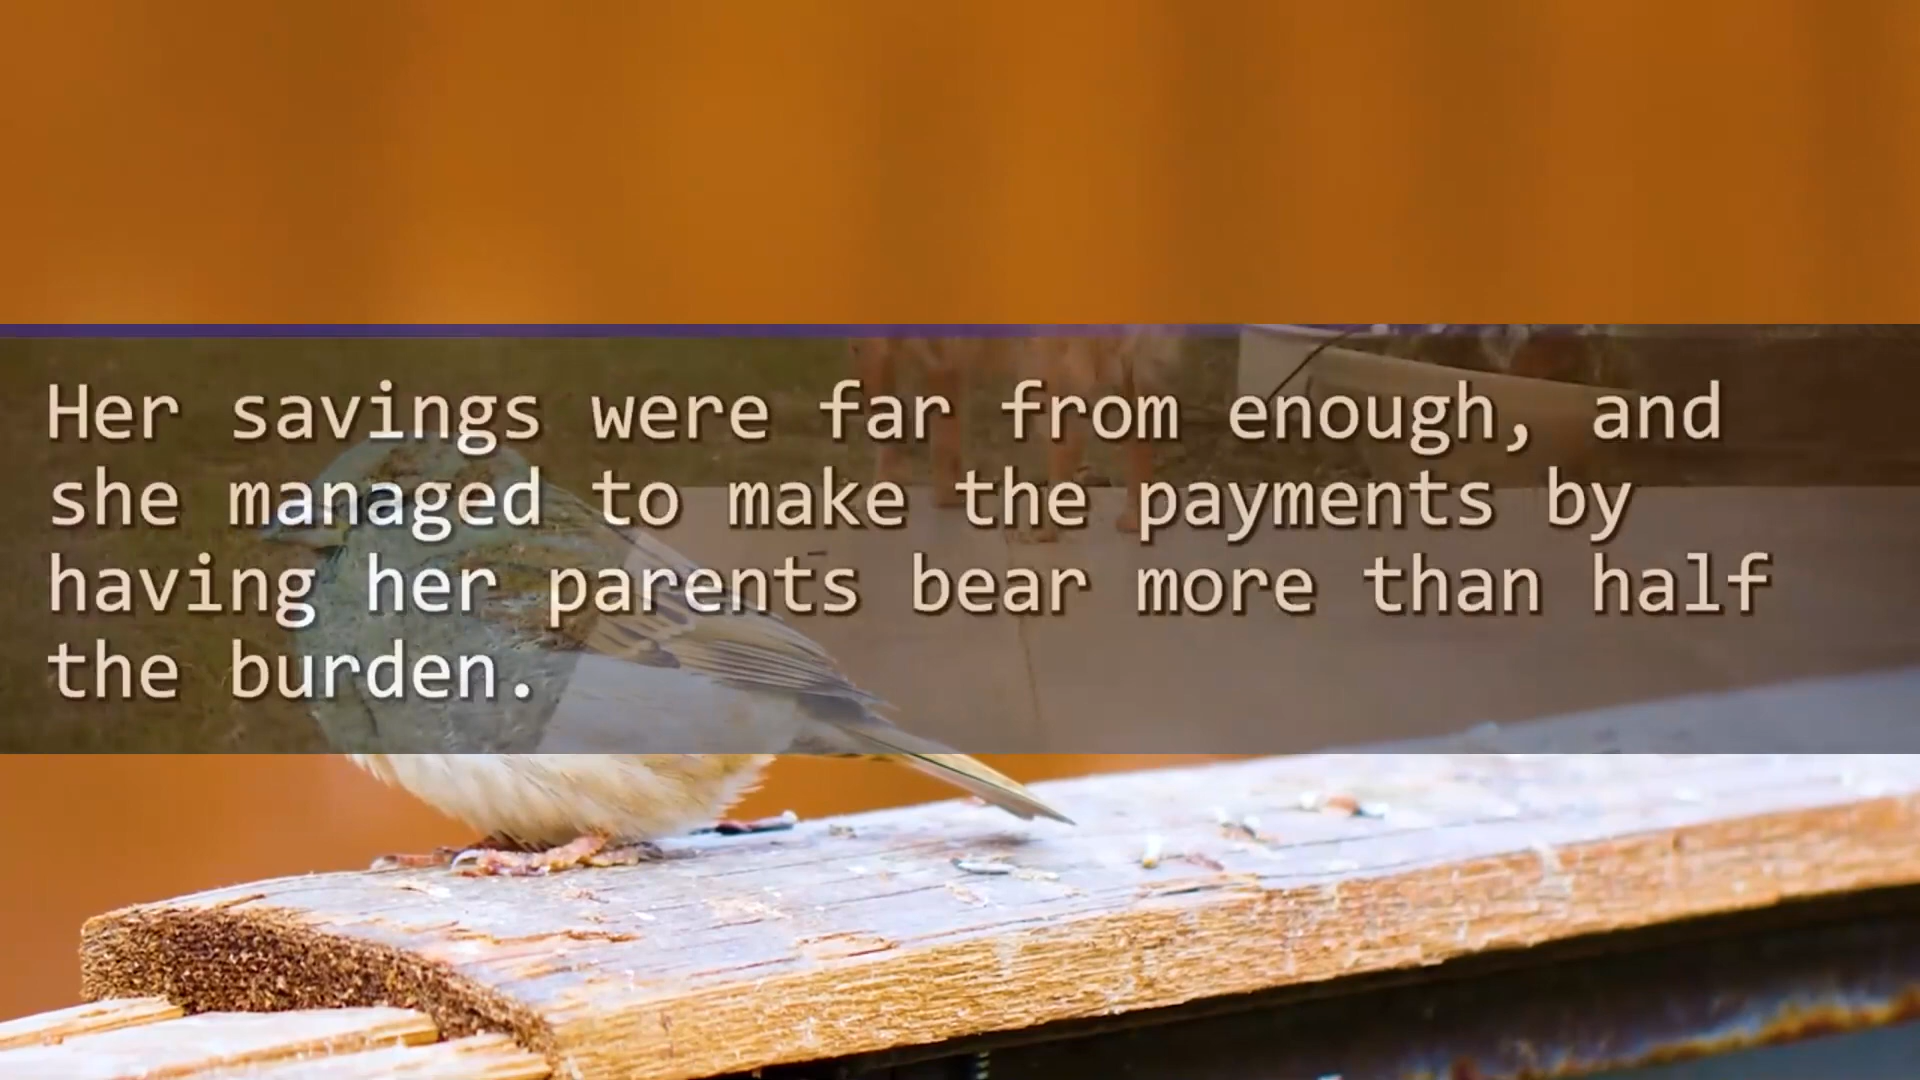 Her savings were far from enough, and
she managed to make the payments by
having her parents bear more than half
the burden.